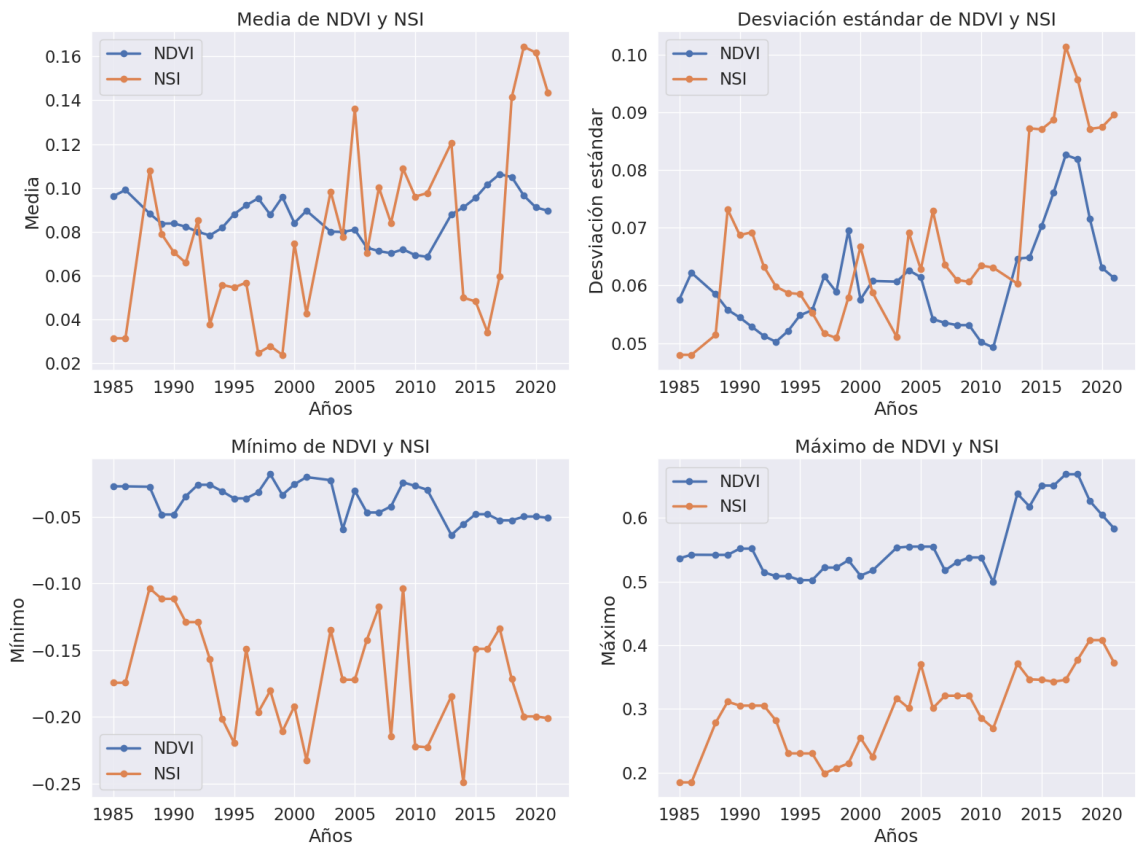 Media de NDVI y NSI
NDVI
NSI
Media
0.16
0.14
0.12
0.10
0.08
0.06
0.04
0.02
1985 1990 1995 2000 2005 2010 2015 2020
Años
Desviación estándar de NDVI y NSI
NDVI
NSI
Desviación estándar
0.10
0.09
0.08
0.07
0.06
0.05
1985 1990 1995 2000 2005 2010 2015 2020
Años
Mínimo de NDVI y NSI
Mínimo
−0.05
−0.10
−0.15
−0.20
−0.25
NDVI
NSI
1985 1990 1995 2000 2005 2010 2015 2020
Años
Máximo de NDVI y NSI
NDVI
NSI
Máximo
0.6
0.5
0.4
0.3
0.2
1985 1990 1995 2000 2005 2010 2015 2020
Años